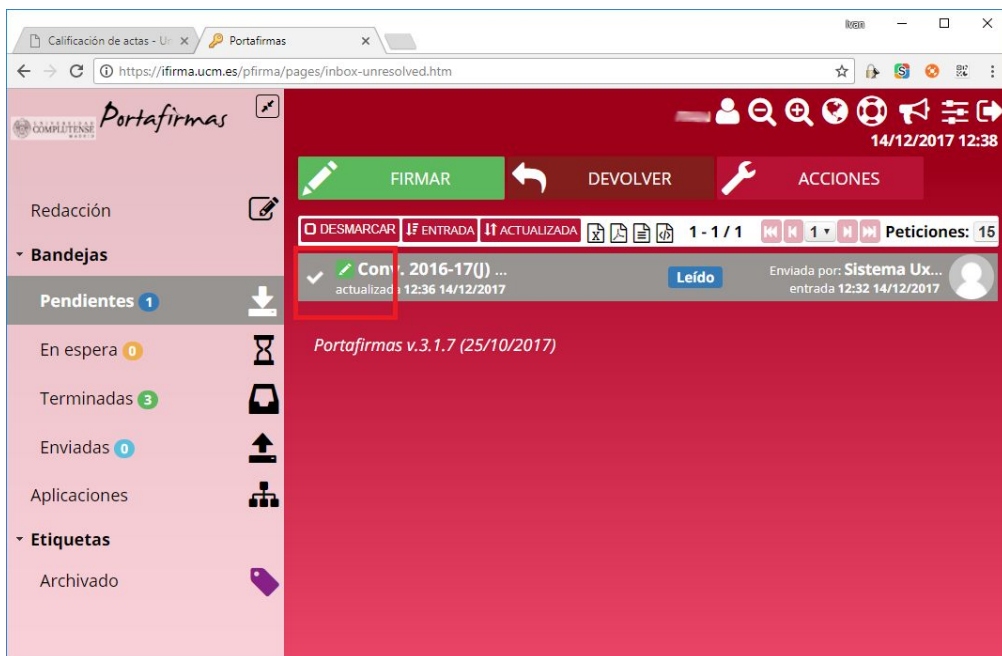 Ivan
Calificación de actas - Un
Portafirmas
https://ifirma.ucm.es/pfirma/pages/inbox-unresolved.htm
COMPLUTENSE
MADRID
Portafirmas
14/12/2017 12:38
FIRMAR
DEVOLVER
ACCIONES
Redacción
DESMARCAR
ENTRADA
ACTUALIZADA
1 - 1 / 1
1
Peticiones: 15
Bandejas
Conv. 2016-17(J) ...
Leído
Enviada por: Sistema Ux...
actualizada 12:36 14/12/2017
entrada 12:32 14/12/2017
Pendientes 1
Portafirmas v.3.1.7 (25/10/2017)
En espera 0
Terminadas 3
Enviadas 0
Aplicaciones
Etiquetas
Archivado